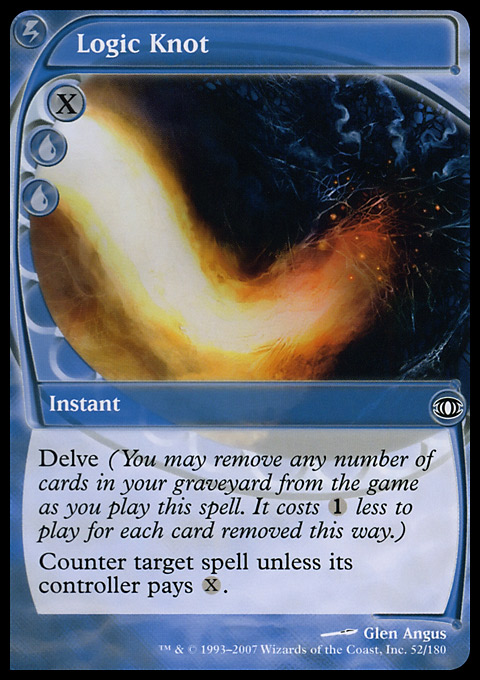 Logic Knot
X
Instant
Delve (You may remove any number of
cards in your graveyard from the game
as you play this spell. It costs 1 less to
play for each card removed this way.)
Counter target spell unless its
controller pays X.
Glen Angus
™ & © 1993–2007 Wizards of the Coast, Inc. 52/180